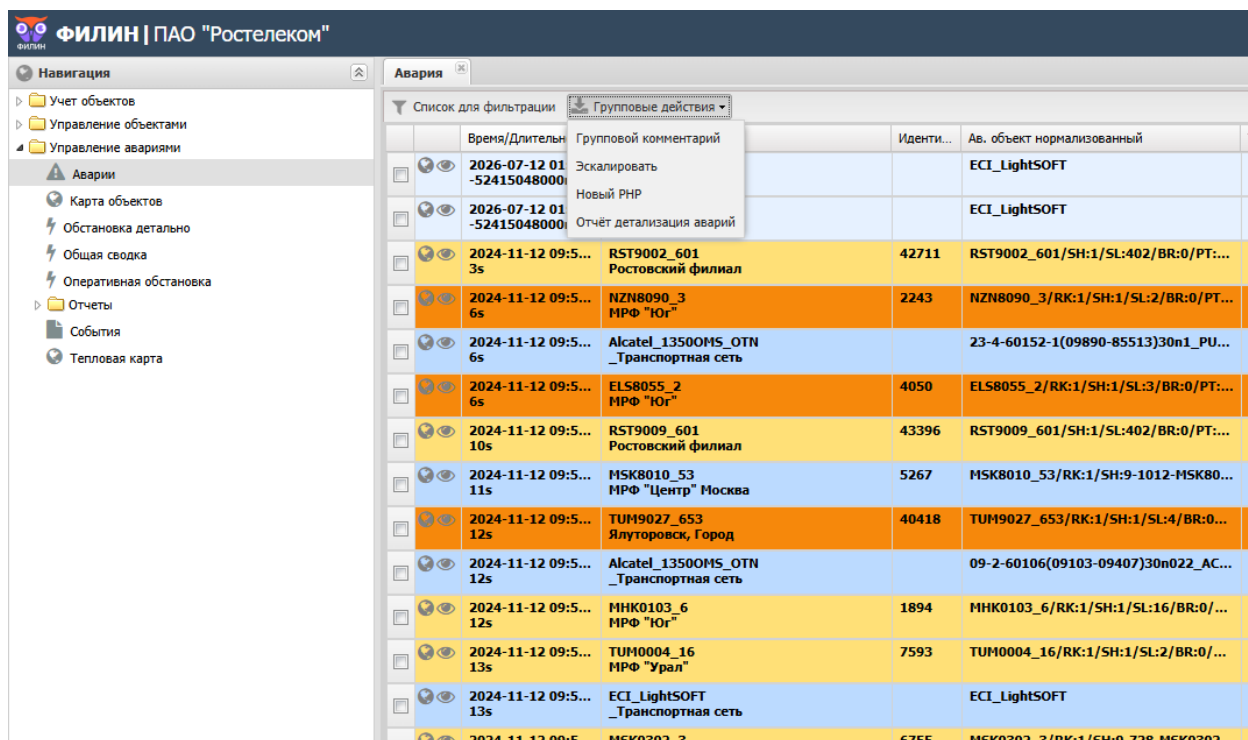 ФИЛИН | ПАО "Ростелеком"
ФИЛИН
Навигация
Учет объектов
Управление объектами
Управление авариями
Аварии
Карта объектов
Обстановка детально
Общая сводка
Оперативная обстановка
Отчеты
События
Тепловая карта
Авария
Список для фильтрации
Групповые действия
Групповой комментарий
Эскалировать
Новый РНР
Отчёт детализация аварий
Время/Длительн
Иденти...
Ав. объект нормализованный
2026-07-12 01
ECI_LightSOFT
-52415048000
2026-07-12 01
ECI_LightSOFT
-52415048000
2024-11-12 09:5... RST9002_601 42711 RST9002_601/SH:1/SL:402/BR:0/PT:...
3s Ростовский филиал
2024-11-12 09:5... NZN8090_3 2243 NZN8090_3/RK:1/SH:1/SL:2/BR:0/PT...
6s МРФ "Юг"
2024-11-12 09:5... Alcatel_1350OMS_OTN 23-4-60152-1(09890-85513)30n1_PU...
6s _Транспортная сеть
2024-11-12 09:5... ELS8055_2 4050 ELS8055_2/RK:1/SH:1/SL:3/BR:0/PT:...
6s МРФ "Юг"
2024-11-12 09:5... RST9009_601 43396 RST9009_601/SH:1/SL:402/BR:0/PT:...
10s Ростовский филиал
2024-11-12 09:5... MSK8010_53 5267 MSK8010_53/RK:1/SH:9-1012-MSK80...
11s МРФ "Центр" Москва
2024-11-12 09:5... TUM9027_653 40418 TUM9027_653/RK:1/SH:1/SL:4/BR:0...
12s Ялуторовск, Город
2024-11-12 09:5... Alcatel_1350OMS_OTN 09-2-60106(09103-09407)30n022_AC...
12s _Транспортная сеть
2024-11-12 09:5... MHK0103_6 1894 MHK0103_6/RK:1/SH:1/SL:16/BR:0/...
12s МРФ "Юг"
2024-11-12 09:5... TUM0004_16 7593 TUM0004_16/RK:1/SH:1/SL:2/BR:0/...
13s МРФ "Урал"
2024-11-12 09:5... ECI_LightSOFT ECI_LightSOFT
13s _Транспортная сеть